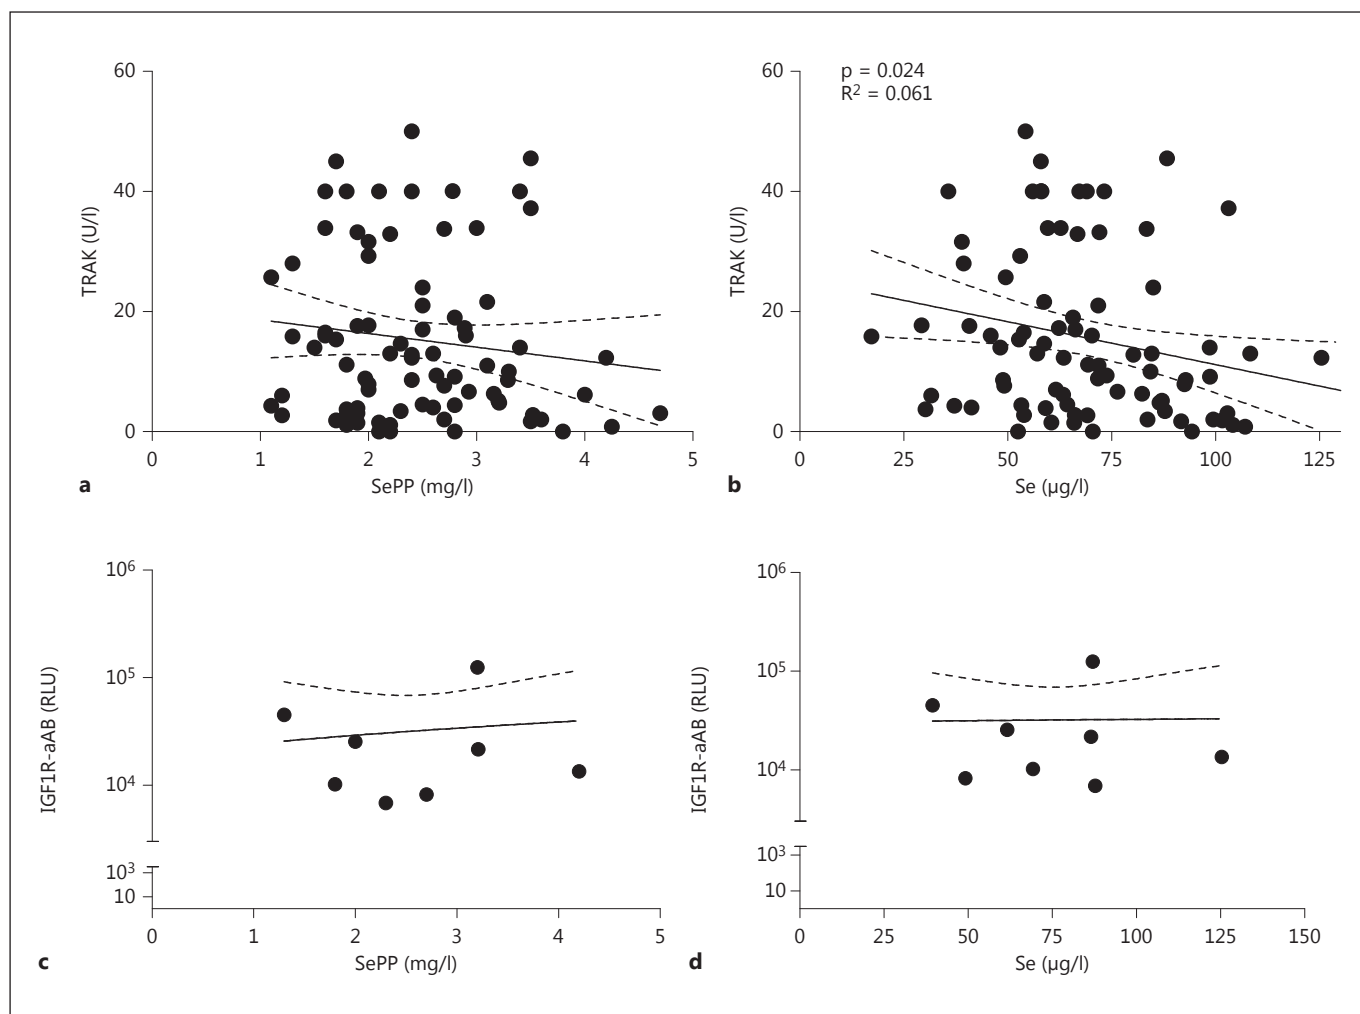 60
40
20
0
TRAK (U/l)
0 1 2 3 4 5
SePP (mg/l)
a
p = 0.024
R² = 0.061
60
40
20
0
TRAK (U/l)
0 25 50 75 100 125
Se (µg/l)
b
10⁶
10⁵
10⁴
10³
10
IGF1R-aAB (RLU)
0 1 2 3 4 5
SePP (mg/l)
c
10⁶
10⁵
10⁴
10³
10
IGF1R-aAB (RLU)
0 25 50 75 100 125 150
Se (µg/l)
d